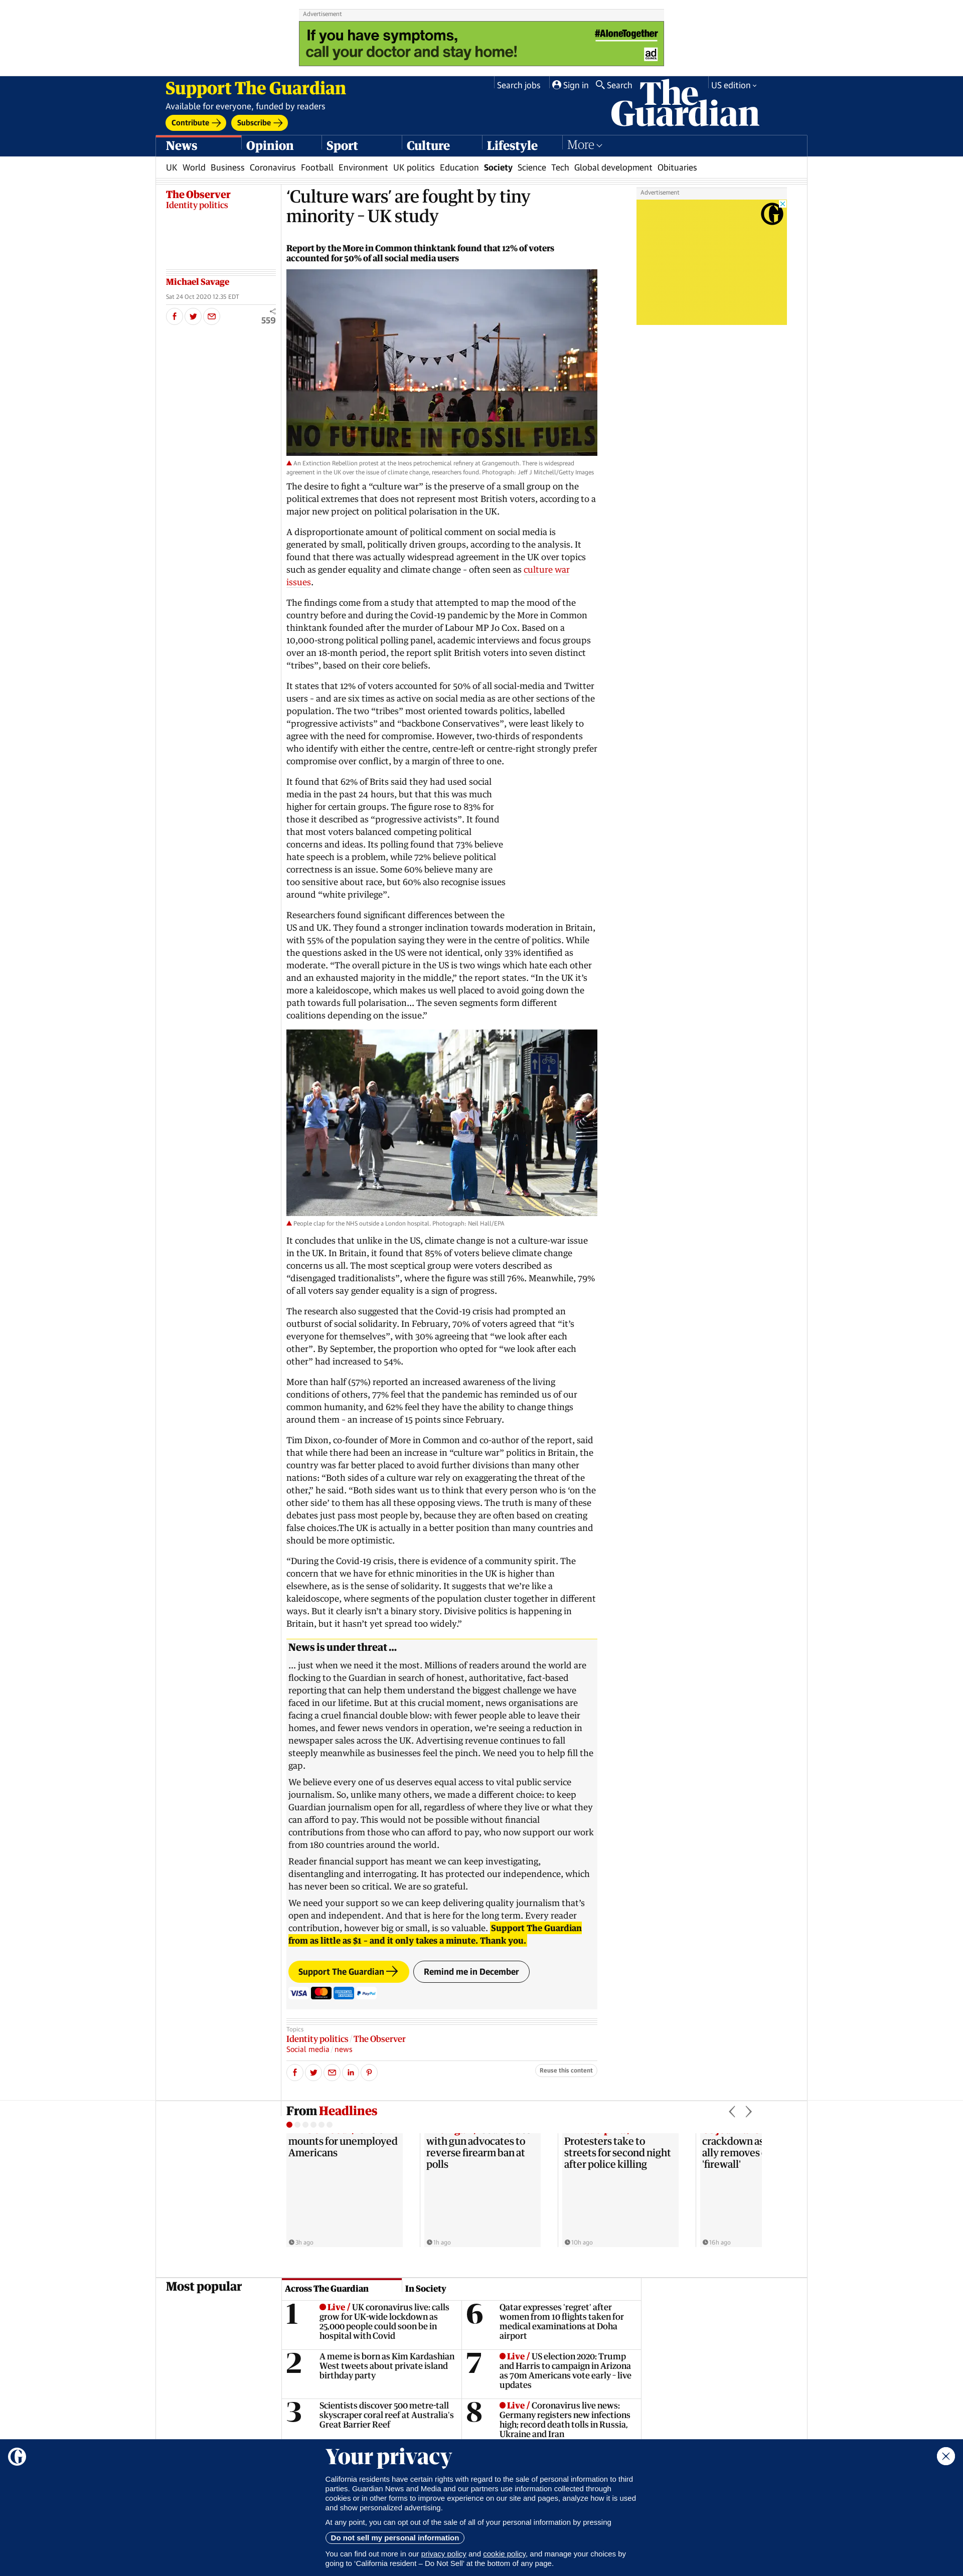 Advertisement
If you have symptoms,
call your doctor and stay home!
#AloneTogether
ad
Support The Guardian
Available for everyone, funded by readers
Contribute
Subscribe
Search jobs
Sign in
Search
US edition
The
Guardian
News
Opinion
Sport
Culture
Lifestyle
More
UK World Business Coronavirus Football Environment UK politics Education Society Science Tech Global development Obituaries
The Observer
Identity politics
‘Culture wars’ are fought by tiny
minority – UK study
Advertisement
Report by the More in Common thinktank found that 12% of voters
accounted for 50% of all social media users
Michael Savage
Sat 24 Oct 2020 12.35 EDT
559
NO FUTURE IN FOSSIL FUELS
An Extinction Rebellion protest at the Ineos petrochemical refinery at Grangemouth. There is widespread
agreement in the UK over the issue of climate change, researchers found. Photograph: Jeff J Mitchell/Getty Images
The desire to fight a “culture war” is the preserve of a small group on the
political extremes that does not represent most British voters, according to a
major new project on political polarisation in the UK.
A disproportionate amount of political comment on social media is
generated by small, politically driven groups, according to the analysis. It
found that there was actually widespread agreement in the UK over topics
such as gender equality and climate change – often seen as culture war
issues.
The findings come from a study that attempted to map the mood of the
country before and during the Covid-19 pandemic by the More in Common
thinktank founded after the murder of Labour MP Jo Cox. Based on a
10,000-strong political polling panel, academic interviews and focus groups
over an 18-month period, the report split British voters into seven distinct
“tribes”, based on their core beliefs.
It states that 12% of voters accounted for 50% of all social-media and Twitter
users – and are six times as active on social media as are other sections of the
population. The two “tribes” most oriented towards politics, labelled
“progressive activists” and “backbone Conservatives”, were least likely to
agree with the need for compromise. However, two-thirds of respondents
who identify with either the centre, centre-left or centre-right strongly prefer
compromise over conflict, by a margin of three to one.
It found that 62% of Brits said they had used social
media in the past 24 hours, but that this was much
higher for certain groups. The figure rose to 83% for
those it described as “progressive activists”. It found
that most voters balanced competing political
concerns and ideas. Its polling found that 73% believe
hate speech is a problem, while 72% believe political
correctness is an issue. Some 60% believe many are
too sensitive about race, but 60% also recognise issues
around “white privilege”.
Researchers found significant differences between the
US and UK. They found a stronger inclination towards moderation in Britain,
with 55% of the population saying they were in the centre of politics. While
the questions asked in the US were not identical, only 33% identified as
moderate. “The overall picture in the US is two wings which hate each other
and an exhausted majority in the middle,” the report states. “In the UK it’s
more a kaleidoscope, which makes us well placed to avoid going down the
path towards full polarisation… The seven segments form different
coalitions depending on the issue.”
People clap for the NHS outside a London hospital. Photograph: Neil Hall/EPA
It concludes that unlike in the US, climate change is not a culture-war issue
in the UK. In Britain, it found that 85% of voters believe climate change
concerns us all. The most sceptical group were voters described as
“disengaged traditionalists”, where the figure was still 76%. Meanwhile, 79%
of all voters say gender equality is a sign of progress.
The research also suggested that the Covid-19 crisis had prompted an
outburst of social solidarity. In February, 70% of voters agreed that “it’s
everyone for themselves”, with 30% agreeing that “we look after each
other”. By September, the proportion who opted for “we look after each
other” had increased to 54%.
More than half (57%) reported an increased awareness of the living
conditions of others, 77% feel that the pandemic has reminded us of our
common humanity, and 62% feel they have the ability to change things
around them – an increase of 15 points since February.
Tim Dixon, co-founder of More in Common and co-author of the report, said
that while there had been an increase in “culture war” politics in Britain, the
country was far better placed to avoid further divisions than many other
nations: “Both sides of a culture war rely on exaggerating the threat of the
other,” he said. “Both sides want us to think that every person who is ‘on the
other side’ to them has all these opposing views. The truth is many of these
debates just pass most people by, because they are often based on creating
false choices.The UK is actually in a better position than many countries and
should be more optimistic.
“During the Covid-19 crisis, there is evidence of a community spirit. The
concern that we have for ethnic minorities in the UK is higher than
elsewhere, as is the sense of solidarity. It suggests that we’re like a
kaleidoscope, where segments of the population cluster together in different
ways. But it clearly isn’t a binary story. Divisive politics is happening in
Britain, but it hasn’t yet spread too widely.”
News is under threat ...
... just when we need it the most. Millions of readers around the world are
flocking to the Guardian in search of honest, authoritative, fact-based
reporting that can help them understand the biggest challenge we have
faced in our lifetime. But at this crucial moment, news organisations are
facing a cruel financial double blow: with fewer people able to leave their
homes, and fewer news vendors in operation, we’re seeing a reduction in
newspaper sales across the UK. Advertising revenue continues to fall
steeply meanwhile as businesses feel the pinch. We need you to help fill the
gap.
We believe every one of us deserves equal access to vital public service
journalism. So, unlike many others, we made a different choice: to keep
Guardian journalism open for all, regardless of where they live or what they
can afford to pay. This would not be possible without financial
contributions from those who can afford to pay, who now support our work
from 180 countries around the world.
Reader financial support has meant we can keep investigating,
disentangling and interrogating. It has protected our independence, which
has never been so critical. We are so grateful.
We need your support so we can keep delivering quality journalism that’s
open and independent. And that is here for the long term. Every reader
contribution, however big or small, is so valuable. Support The Guardian
from as little as $1 – and it only takes a minute. Thank you.
Support The Guardian
Remind me in December
VISA
PayPal
Topics
Identity politics
The Observer
Social media
news
Reuse this content
From Headlines
mounts for unemployed
Americans
3h ago
with gun advocates to
reverse firearm ban at
polls
1h ago
Protesters take to
streets for second night
after police killing
10h ago
crackdown as
ally removes
'firewall'
16h ago
Most popular
Across The Guardian
In Society
1
Live / UK coronavirus live: calls
grow for UK-wide lockdown as
25,000 people could soon be in
hospital with Covid
2
A meme is born as Kim Kardashian
West tweets about private island
birthday party
3
Scientists discover 500 metre-tall
skyscraper coral reef at Australia's
Great Barrier Reef
6
Qatar expresses 'regret' after
women from 10 flights taken for
medical examinations at Doha
airport
7
Live / US election 2020: Trump
and Harris to campaign in Arizona
as 70m Americans vote early – live
updates
8
Live / Coronavirus live news:
Germany registers new infections
high; record death tolls in Russia,
Ukraine and Iran
Your privacy
California residents have certain rights with regard to the sale of personal information to third
parties. Guardian News and Media and our partners use information collected through
cookies or in other forms to improve experience on our site and pages, analyze how it is used
and show personalized advertising.
At any point, you can opt out of the sale of all of your personal information by pressing
Do not sell my personal information
You can find out more in our privacy policy and cookie policy, and manage your choices by
going to ‘California resident – Do Not Sell’ at the bottom of any page.